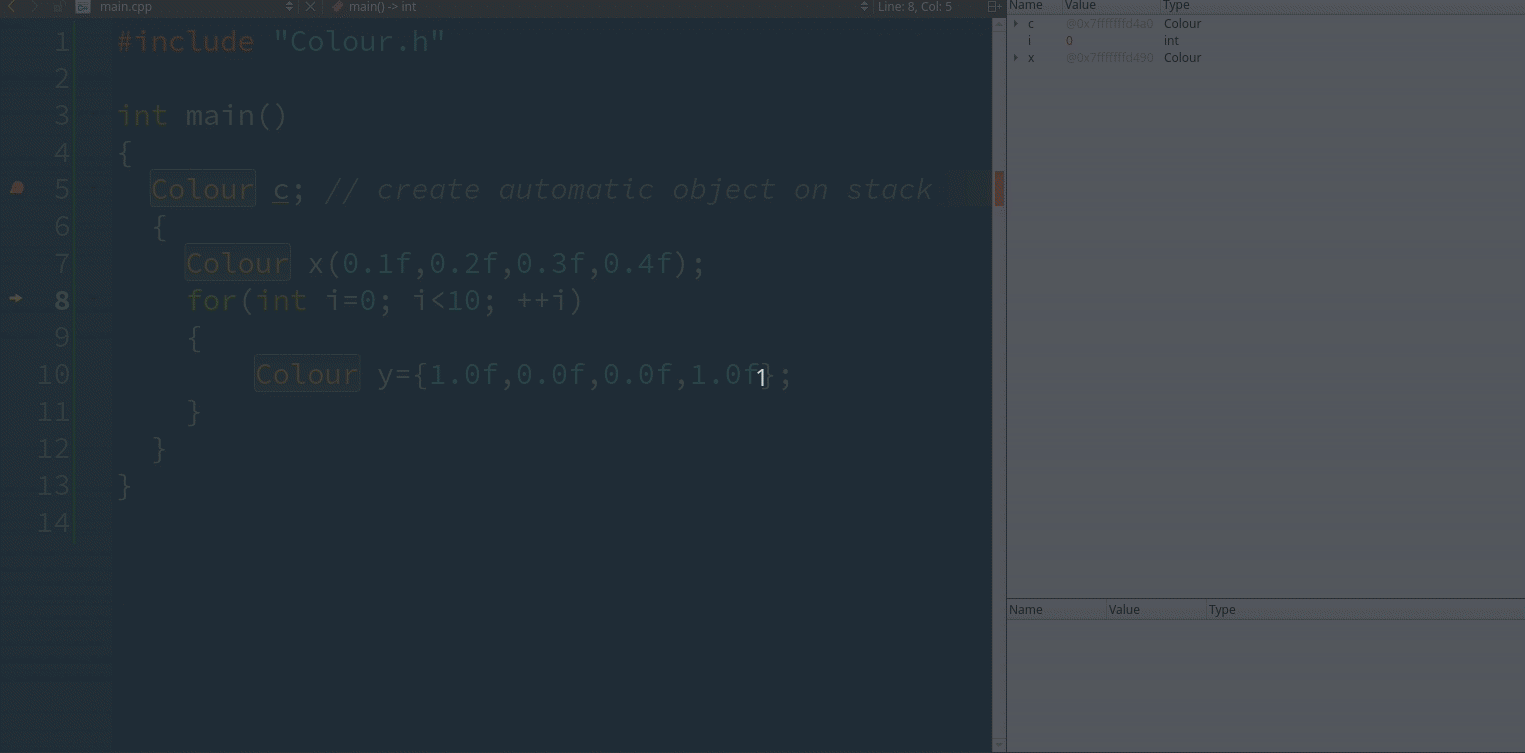 main.cpp main() -> int Line: 8, Col: 5
1 #include "Colour.h"
2
3 int main()
4 {
5 Colour c; // create automatic object on stack
6 {
7 Colour x(0.1f,0.2f,0.3f,0.4f);
8 for(int i=0; i<10; ++i)
9 {
10 Colour y={1.0f,0.0f,0.0f,1.0f};
1
11 }
12 }
13 }
14
Name Value Type
c @0x7fffffffd4a0 Colour
i 0 int
x @0x7fffffffd490 Colour
Name Value Type